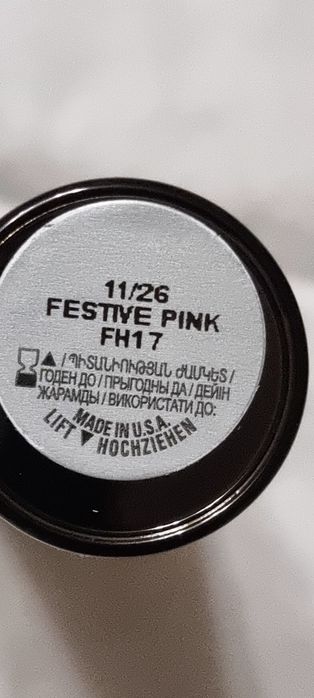 11/26
FESTIVE PINK
FH17
/ ՊԻՏԱՆԻՈՒԹՅԱՆ ԺԱՄԿԵՏ /
ГОДЕН ДО / ПРЫГОДНЫ ДА / ДЕЙІН
ЖАРАМДЫ / ВИКОРИСТАТИ ДО:
MADE IN U.S.A.
LIFT ▼ HOCHZIEHEN